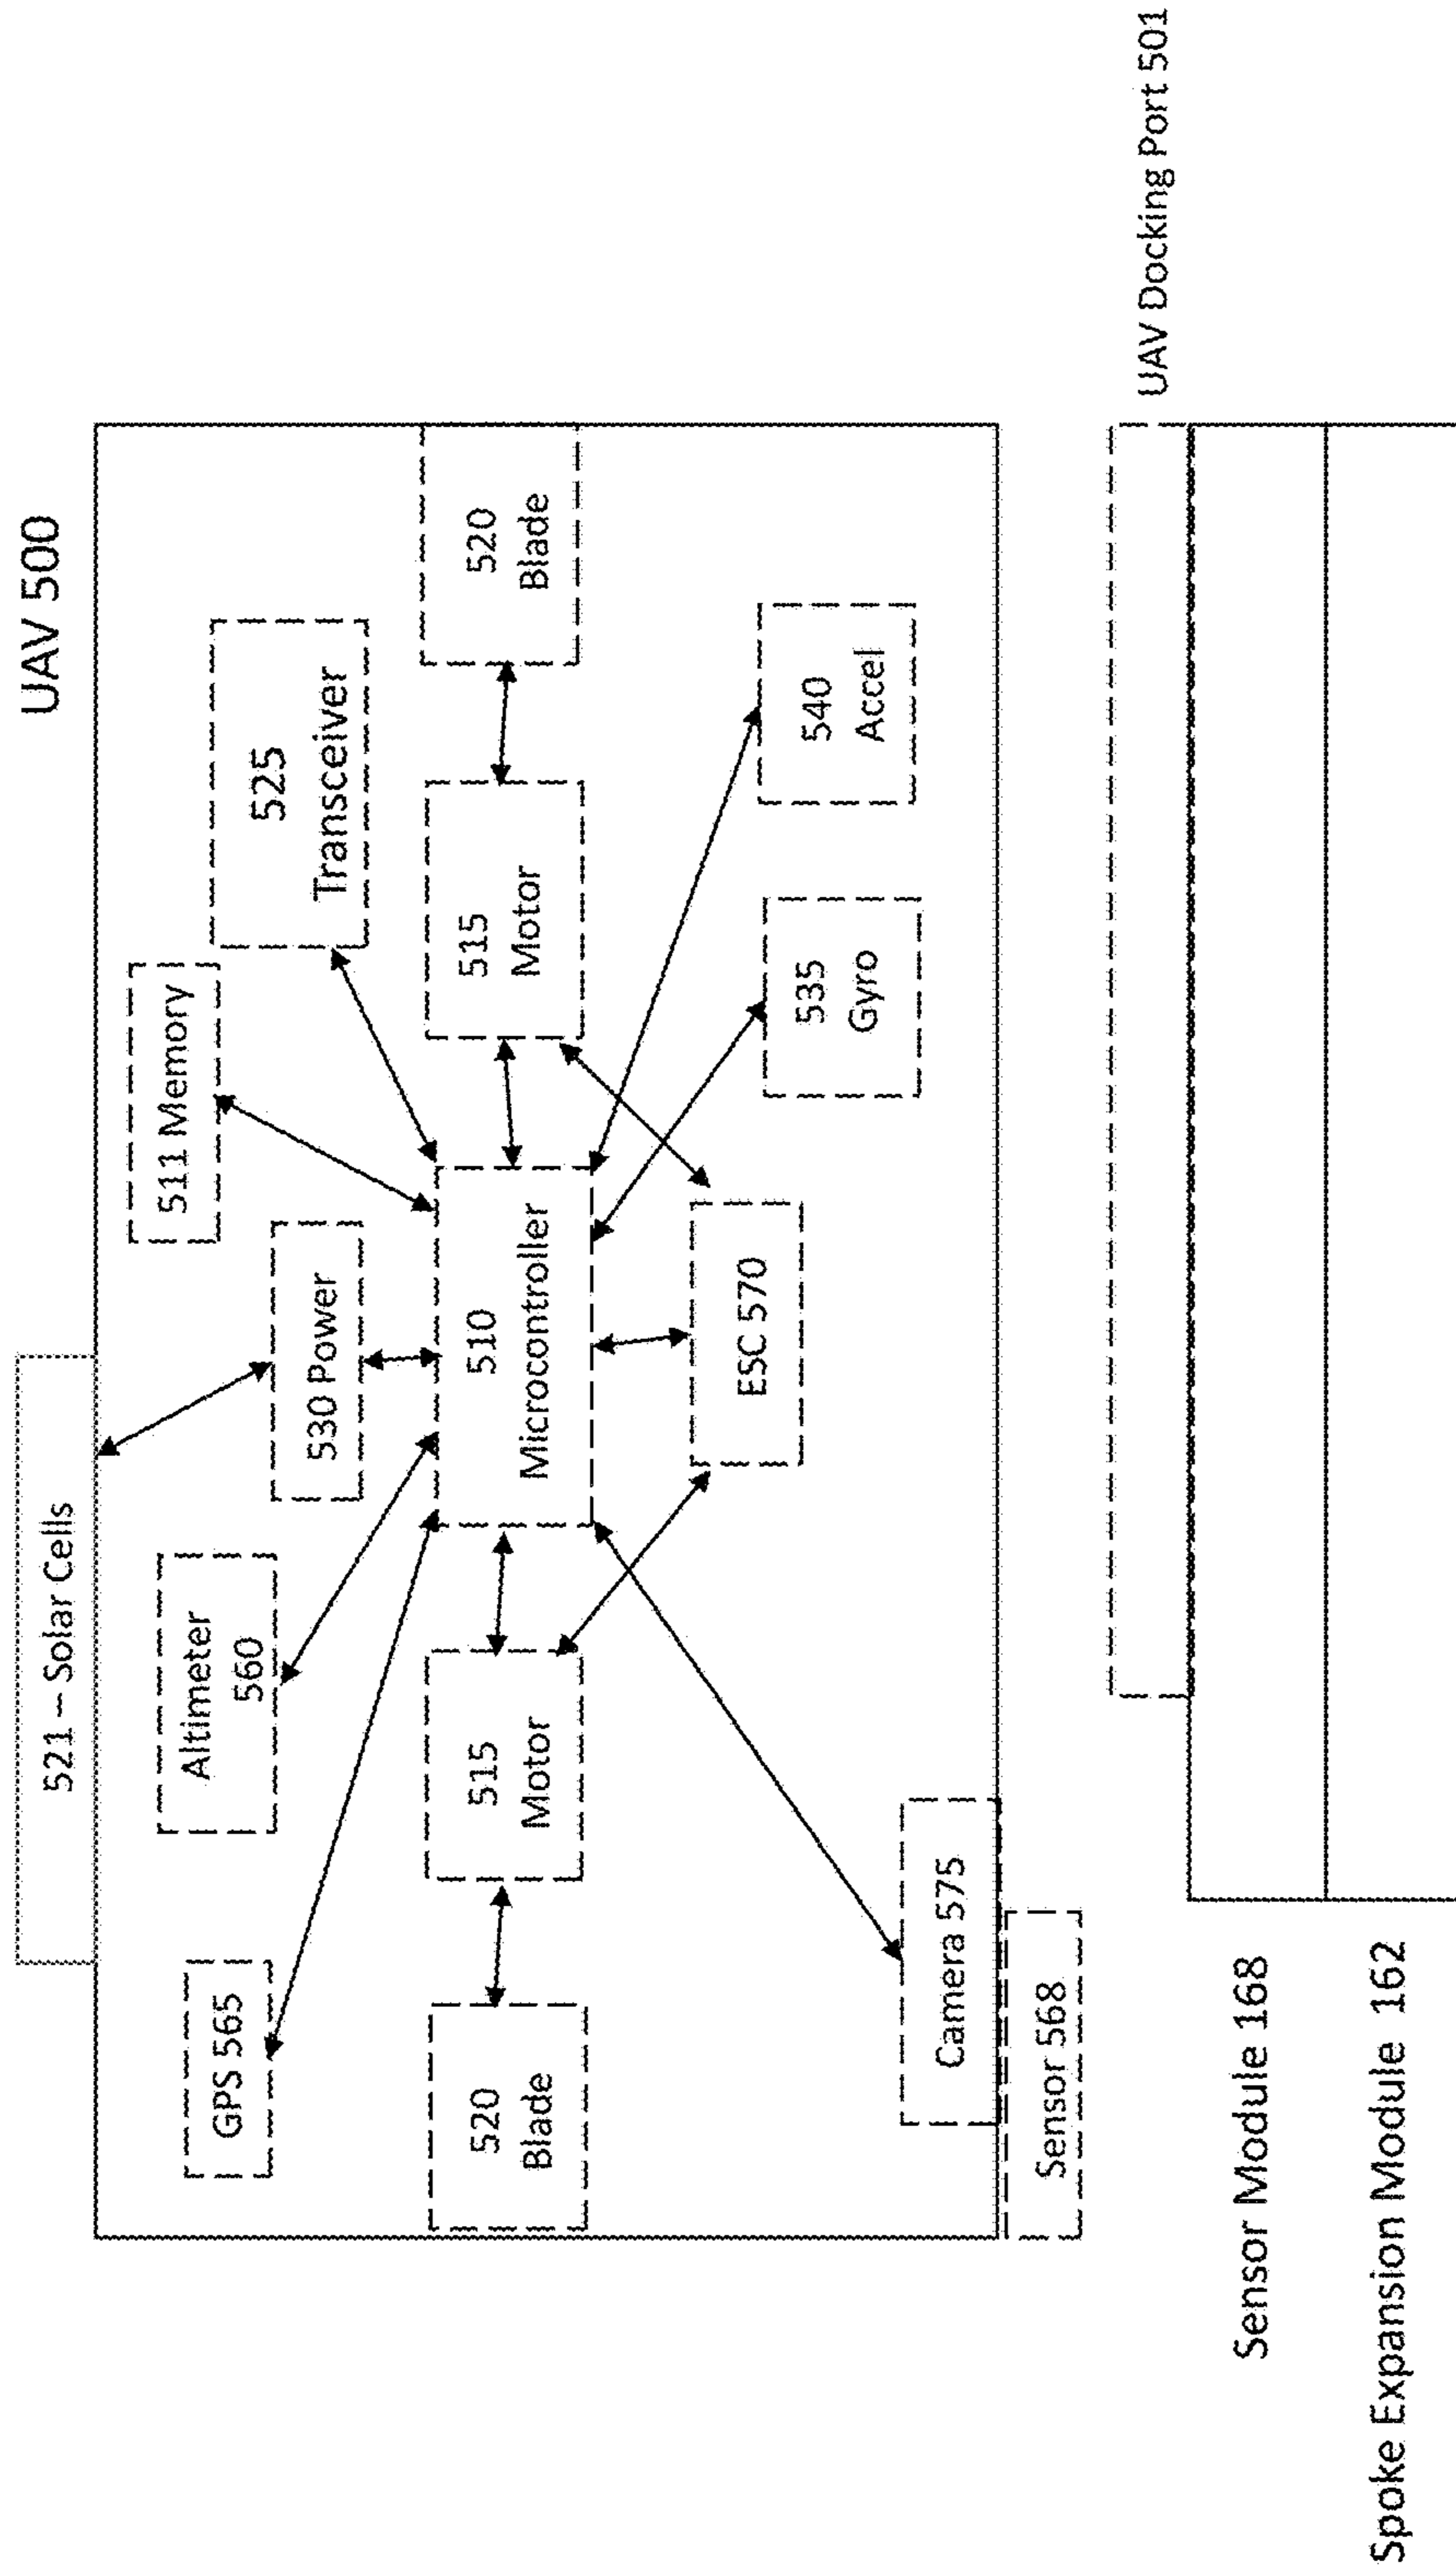 UAV 500
521 – Solar Cells
511 Memory
GPS 565
Altimeter
560
530 Power
525
Transceiver
520
Blade
515
Motor
510
Microcontroller
515
Motor
520
Blade
ESC 570
535
Gyro
540
Accel
Camera 575
Sensor 568
UAV Docking Port 501
Sensor Module 168
Spoke Expansion Module 162